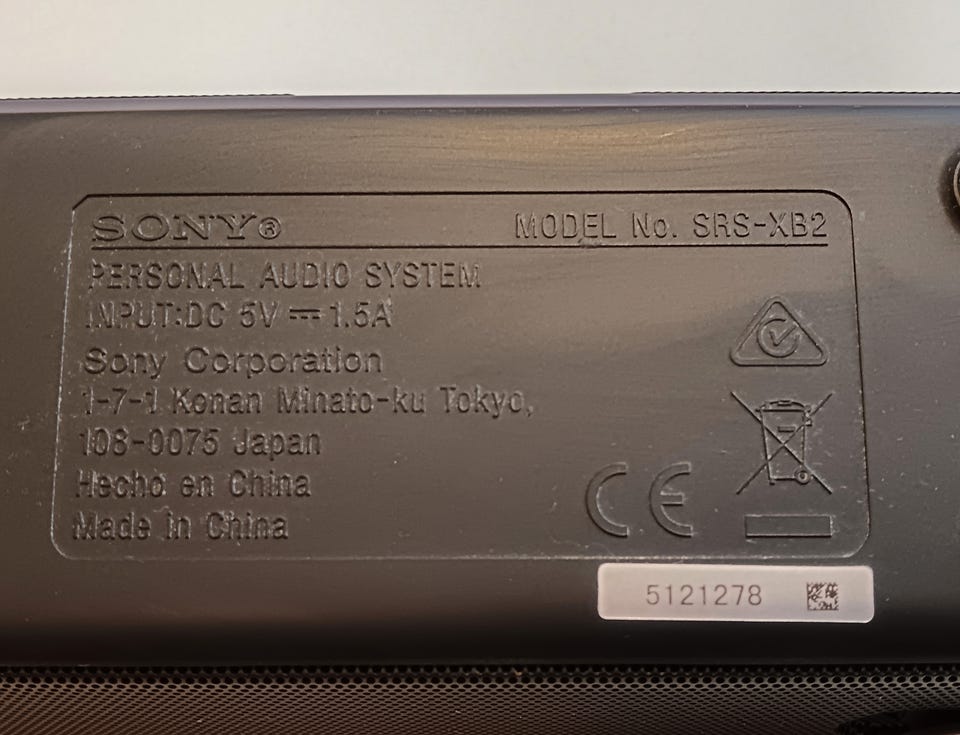 SONY®
MODEL No. SRS-XB2
PERSONAL AUDIO SYSTEM
INPUT:DC 5V ⎓ 1.5A
Sony Corporation
1-7-1 Konan Minato-ku Tokyo,
108-0075 Japan
Hecho en China
Made in China
CE
5121278